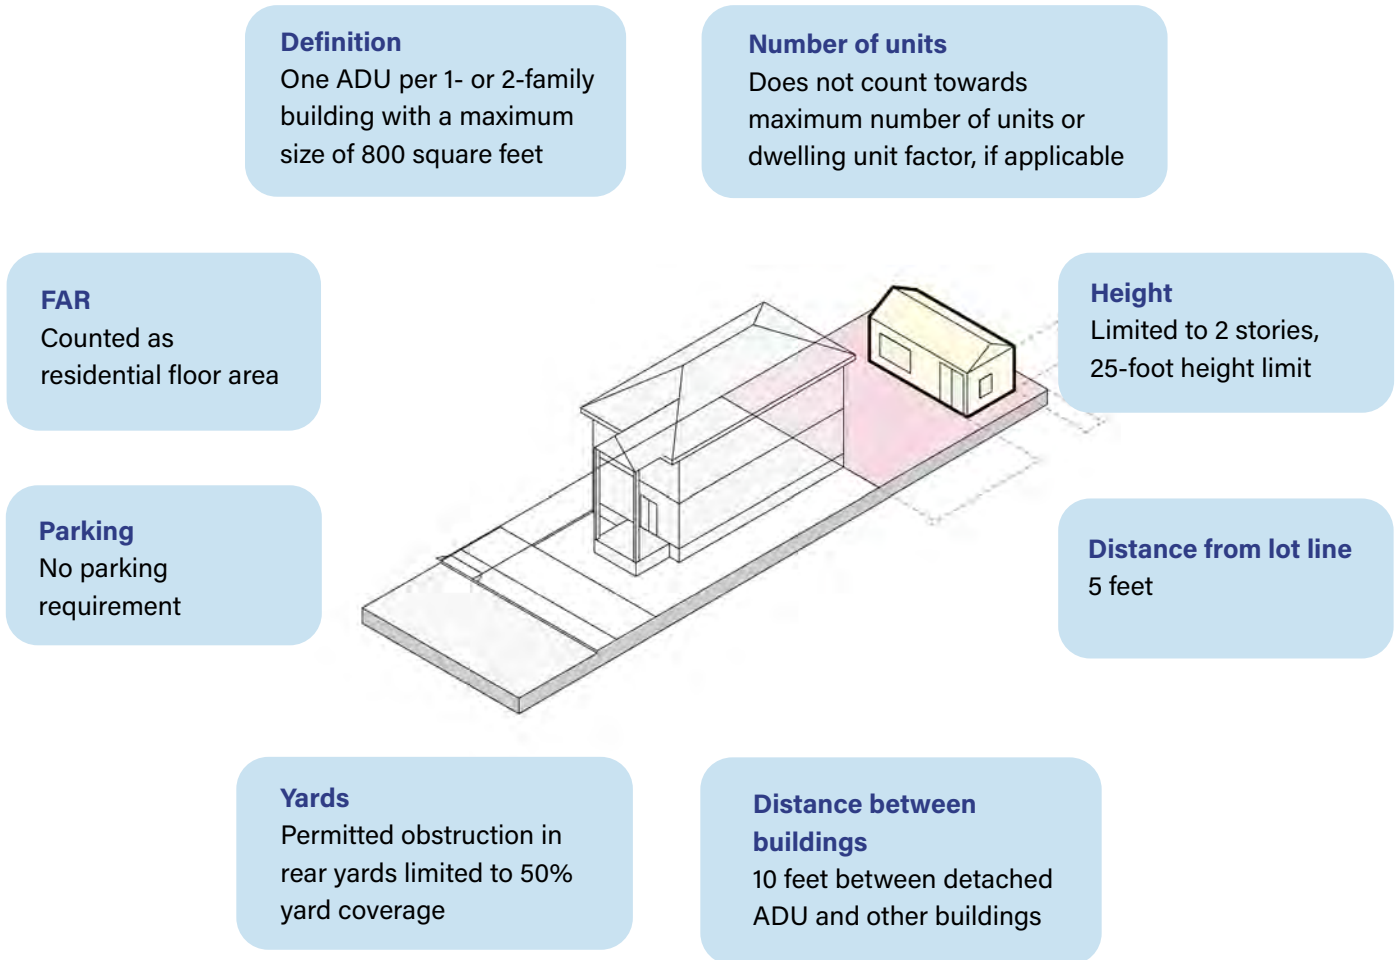 Definition
One ADU per 1- or 2-family
building with a maximum
size of 800 square feet
Number of units
Does not count towards
maximum number of units or
dwelling unit factor, if applicable
FAR
Counted as
residential floor area
Height
Limited to 2 stories,
25-foot height limit
Parking
No parking
requirement
Distance from lot line
5 feet
Yards
Permitted obstruction in
rear yards limited to 50%
yard coverage
Distance between
buildings
10 feet between detached
ADU and other buildings